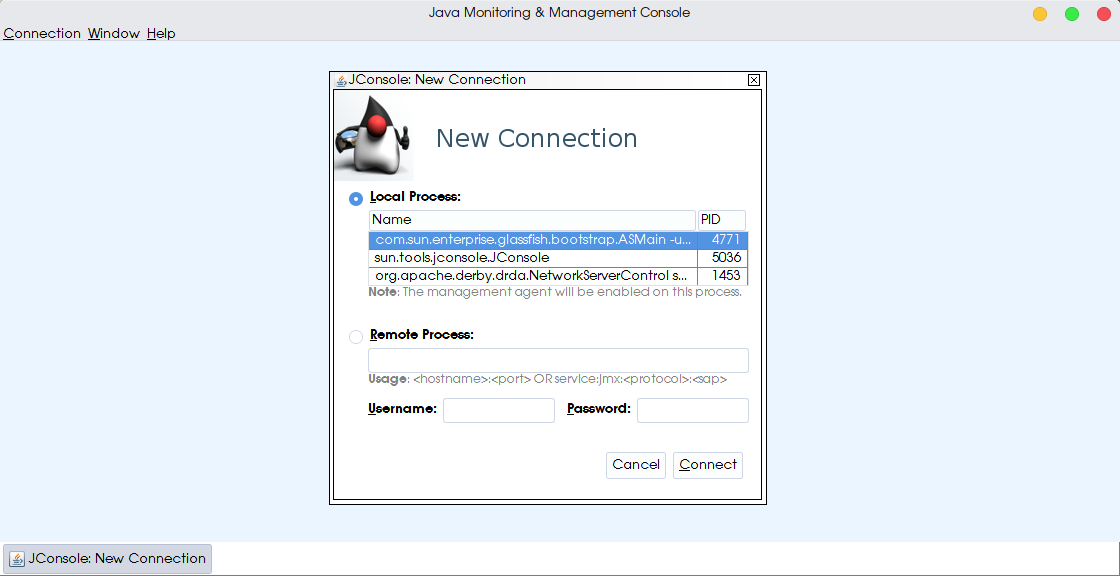 Java Monitoring & Management Console
Connection Window Help
JConsole: New Connection
New Connection
Local Process:
Name PID
com.sun.enterprise.glassfish.bootstrap.ASMain -u... 4771
sun.tools.jconsole.JConsole 5036
org.apache.derby.drda.NetworkServerControl s... 1453
Note: The management agent will be enabled on this process.
Remote Process:
Usage: <hostname>:<port> OR service:jmx:<protocol>:<sap>
Username: Password:
Cancel Connect
JConsole: New Connection